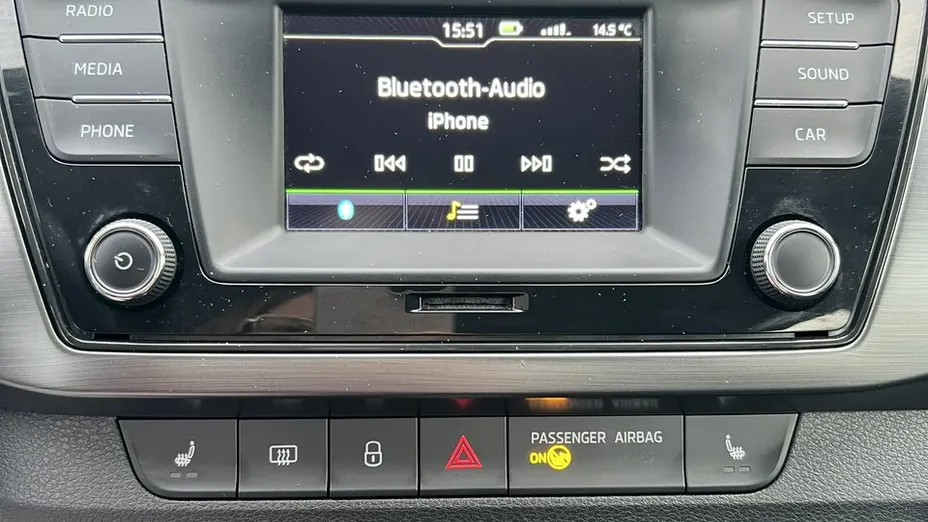 RADIO
MEDIA
PHONE
15:51
14.5°C
Bluetooth-Audio
iPhone
SETUP
SOUND
CAR
PASSENGER AIRBAG
ON